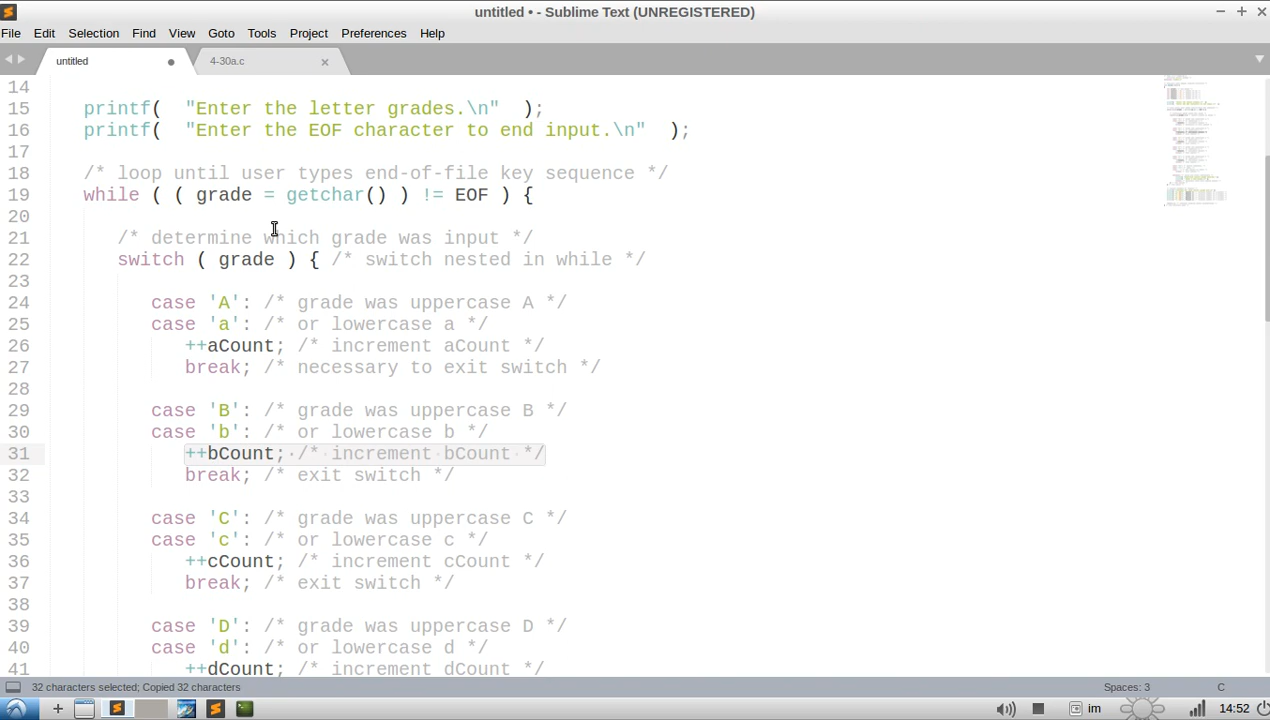 untitled • - Sublime Text (UNREGISTERED)
File Edit Selection Find View Goto Tools Project Preferences Help
untitled 4-30a.c
14
15 printf( "Enter the letter grades.\n" );
16 printf( "Enter the EOF character to end input.\n" );
17
18 /* loop until user types end-of-file key sequence */
19 while ( ( grade = getchar() ) != EOF ) {
20
21 /* determine which grade was input */
22 switch ( grade ) { /* switch nested in while */
23
24 case 'A': /* grade was uppercase A */
25 case 'a': /* or lowercase a */
26 ++aCount; /* increment aCount */
27 break; /* necessary to exit switch */
28
29 case 'B': /* grade was uppercase B */
30 case 'b': /* or lowercase b */
31 ++bCount; /* increment bCount */
32 break; /* exit switch */
33
34 case 'C': /* grade was uppercase C */
35 case 'c': /* or lowercase c */
36 ++cCount; /* increment cCount */
37 break; /* exit switch */
38
39 case 'D': /* grade was uppercase D */
40 case 'd': /* or lowercase d */
41 ++dCount; /* increment dCount */
32 characters selected; Copied 32 characters Spaces: 3 C
im 14:52